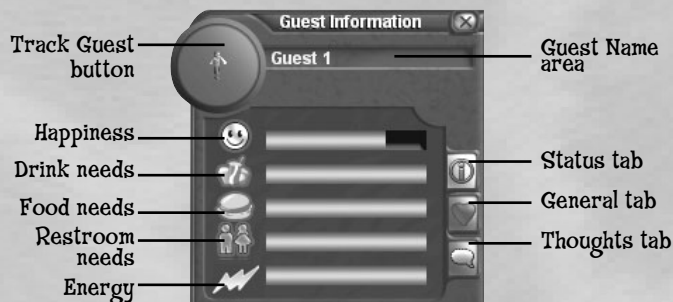 Guest Information
Track Guest
button
Guest 1
Guest Name
area
Happiness
Drink needs
Food needs
Restroom
needs
Energy
Status tab
General tab
Thoughts tab